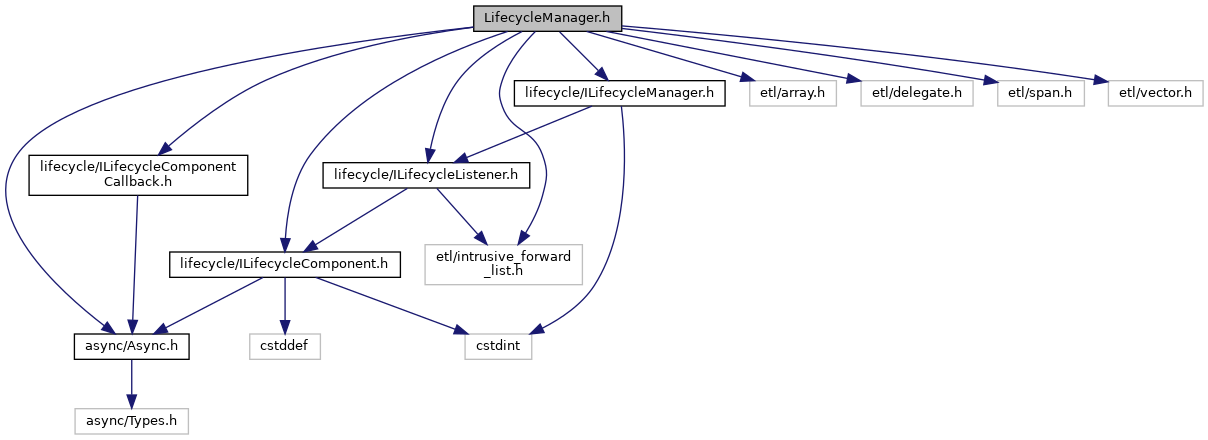 LifecycleManager.h
lifecycle/ILifecycleManager.h
etl/array.h
etl/delegate.h
etl/span.h
etl/vector.h
lifecycle/ILifecycleComponent
Callback.h
lifecycle/ILifecycleListener.h
lifecycle/ILifecycleComponent.h
etl/intrusive_forward
_list.h
async/Async.h
cstddef
cstdint
async/Types.h